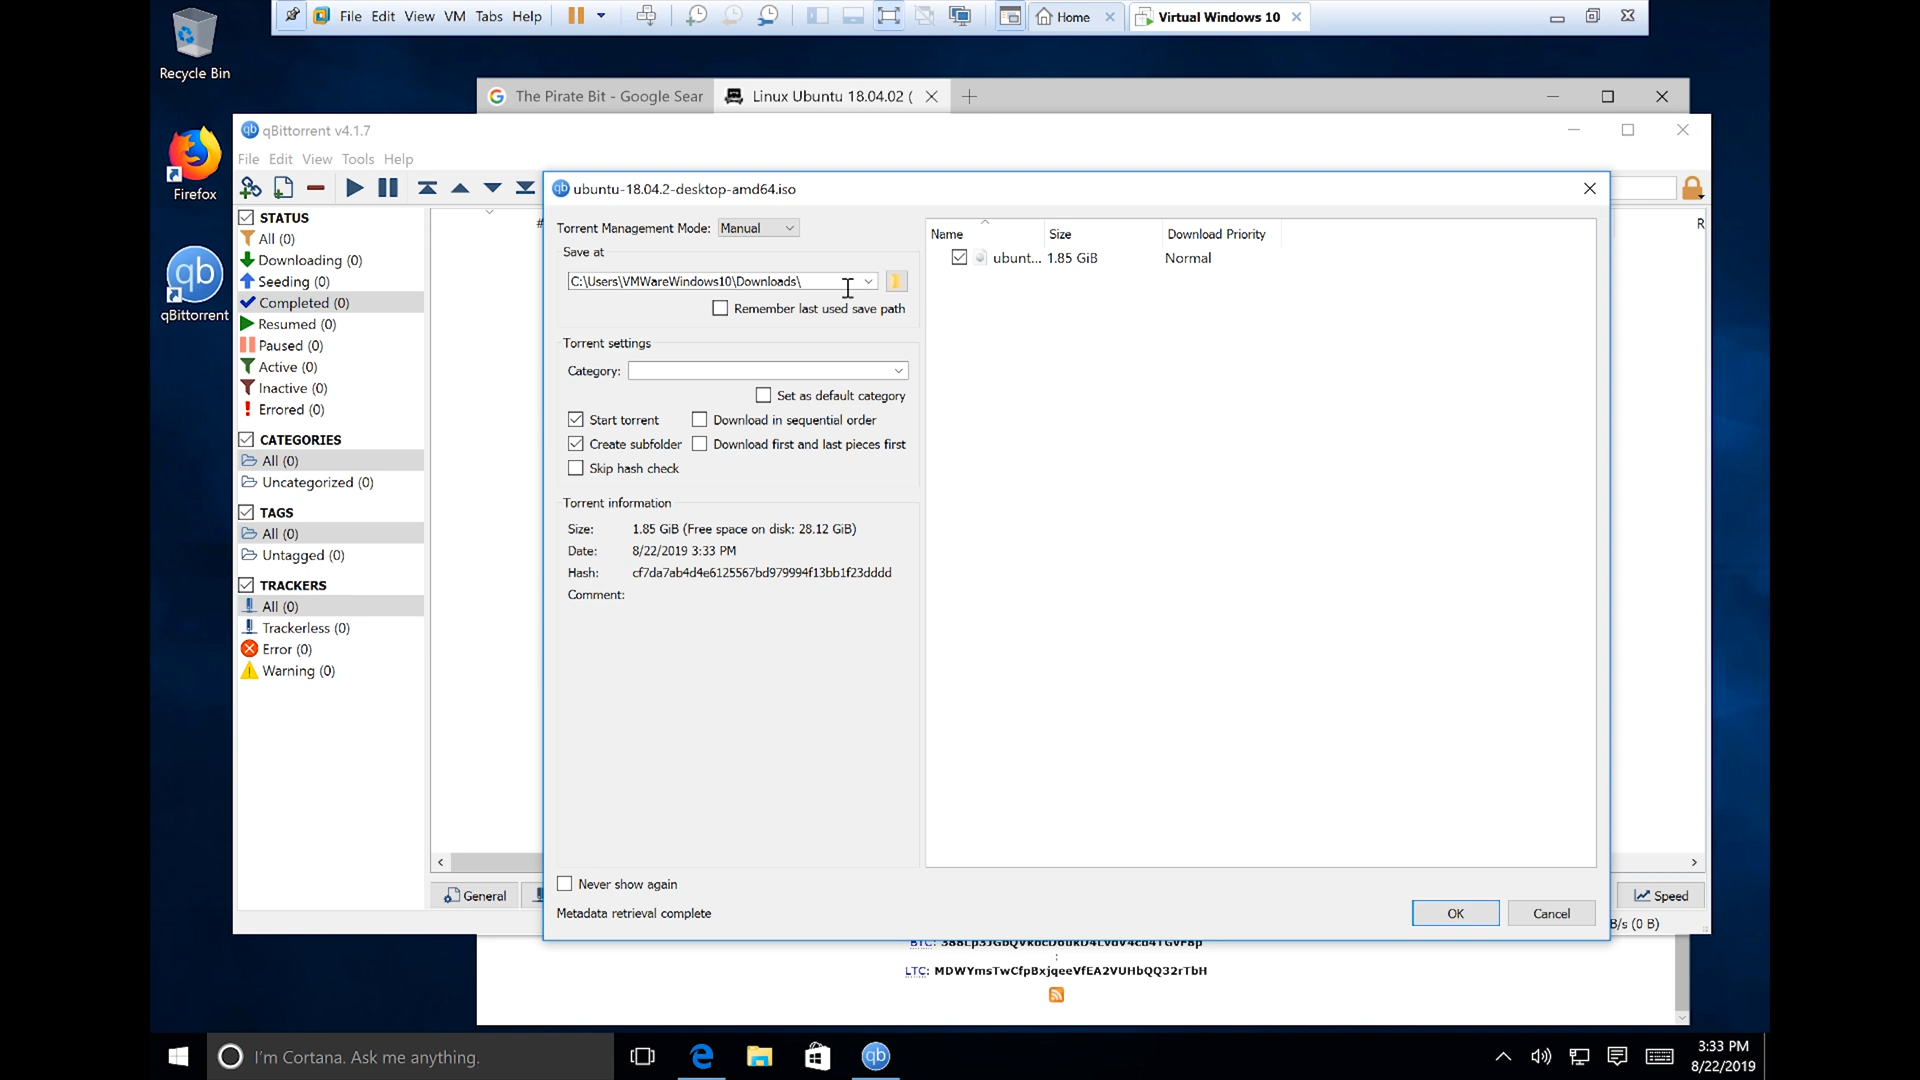 Recycle Bin
File Edit View VM Tabs Help
Home
Virtual Windows 10
The Pirate Bit - Google Sear
Linux Ubuntu 18.04.02 (
Firefox
qBittorrent
qBittorrent v4.1.7
File Edit View Tools Help
STATUS
All (0)
Downloading (0)
Seeding (0)
Completed (0)
Resumed (0)
Paused (0)
Active (0)
Inactive (0)
Errored (0)
CATEGORIES
All (0)
Uncategorized (0)
TAGS
All (0)
Untagged (0)
TRACKERS
All (0)
Trackerless (0)
Error (0)
Warning (0)
#
R
ubuntu-18.04.2-desktop-amd64.iso
Torrent Management Mode: Manual
Save at
C:\Users\VMWareWindows10\Downloads\
Remember last used save path
Torrent settings
Category:
Set as default category
Start torrent Download in sequential order
Create subfolder Download first and last pieces first
Skip hash check
Torrent information
Size: 1.85 GiB (Free space on disk: 28.12 GiB)
Date: 8/22/2019 3:33 PM
Hash: cf7da7ab4d4e6125567bd979994f13bb1f23dddd
Comment:
Name Size Download Priority
ubunt... 1.85 GiB Normal
Never show again
Metadata retrieval complete
OK Cancel
General
Speed
B/s (0 B)
BTC:
LTC: MDWYmsTwCfpBxjqeeVfEA2VUHbQQ32rTbH
I'm Cortana. Ask me anything.
3:33 PM
8/22/2019